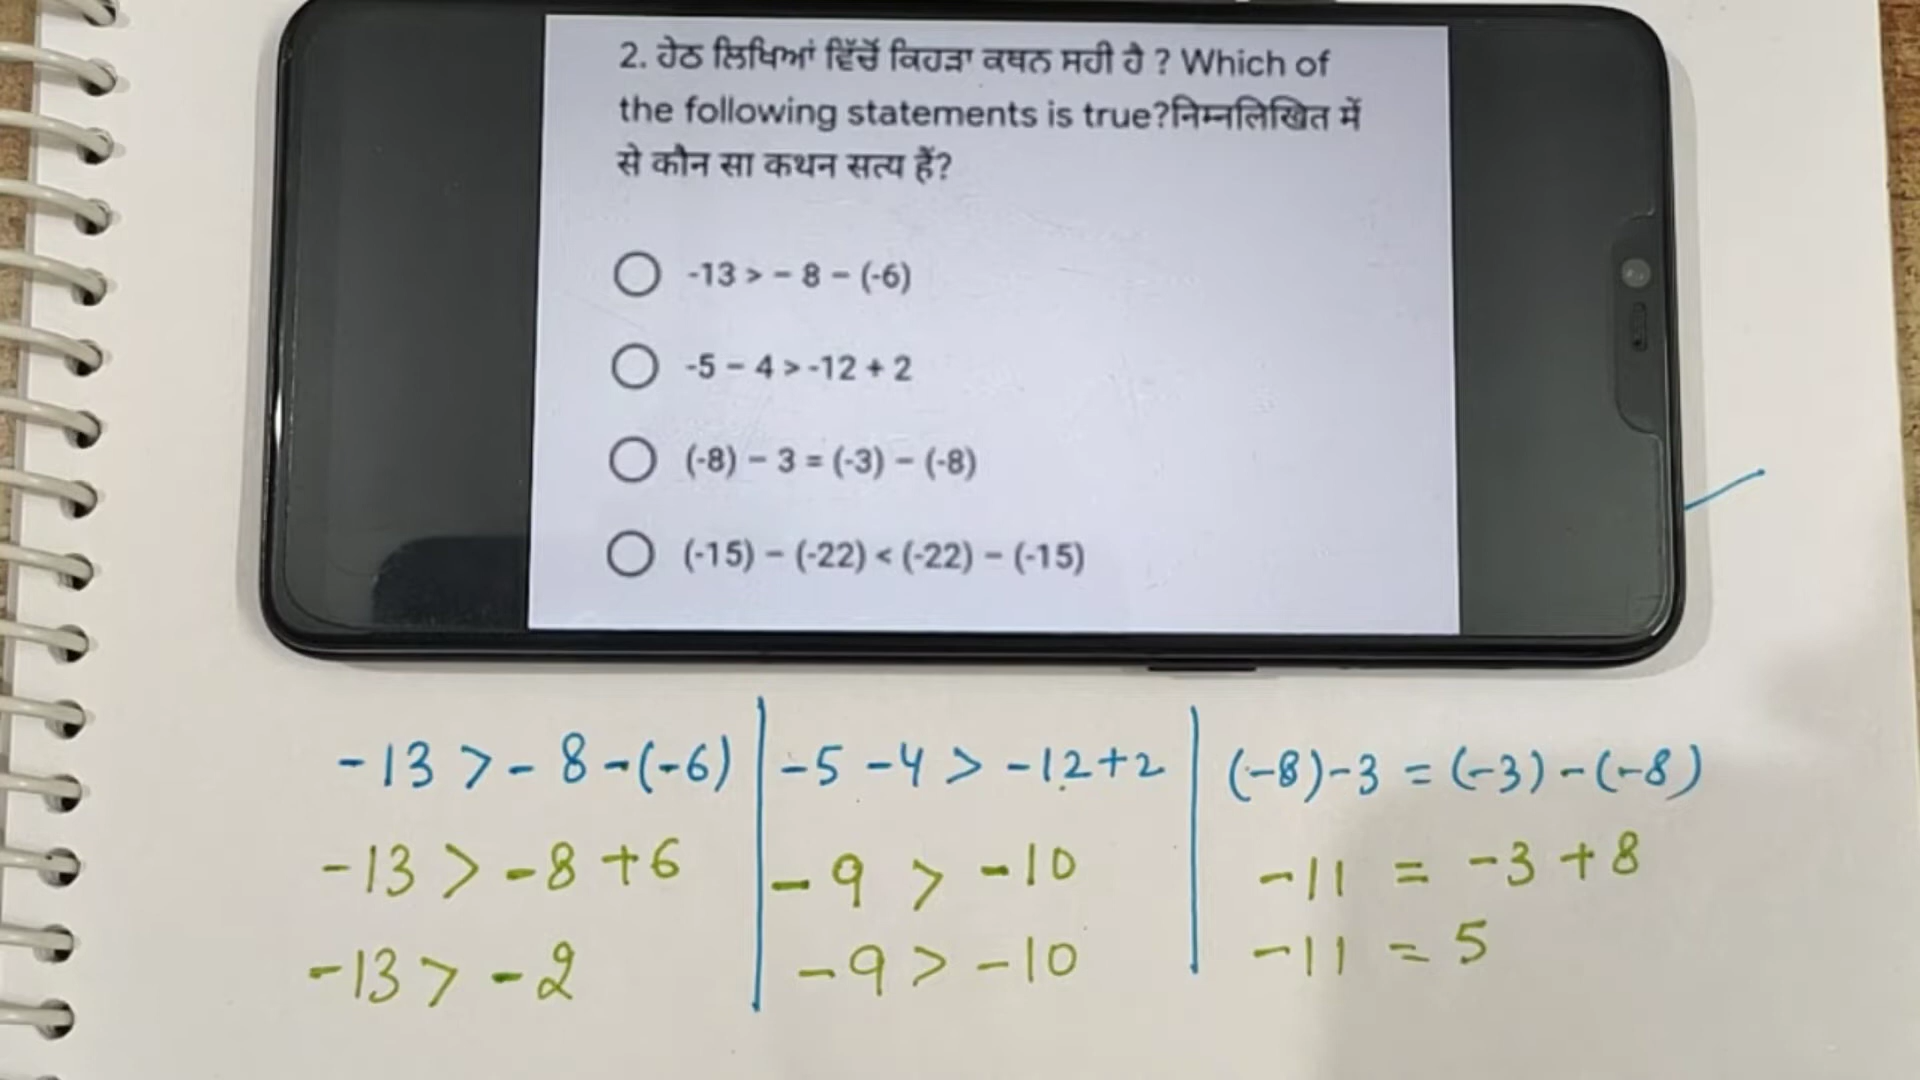 2. ਹੇਠ ਲਿਖਿਆਂ ਵਿੱਚੋਂ ਕਿਹੜਾ ਕਥਨ ਸਹੀ ਹੈ ? Which of
the following statements is true?निम्नलिखित में
से कौन सा कथन सत्य हैं?
-13 > – 8 – (-6)
-5 – 4 > -12 + 2
(-8) – 3 = (-3) – (-8)
(-15) – (-22) < (-22) – (-15)
-13 > - 8 -(-6)
-13 > -8 +6
-13 > -2
-5 -4 > -12+2
-9 > -10
-9 > -10
(-8)-3 = (-3)-(-8)
-11 = -3 +8
-11 = 5